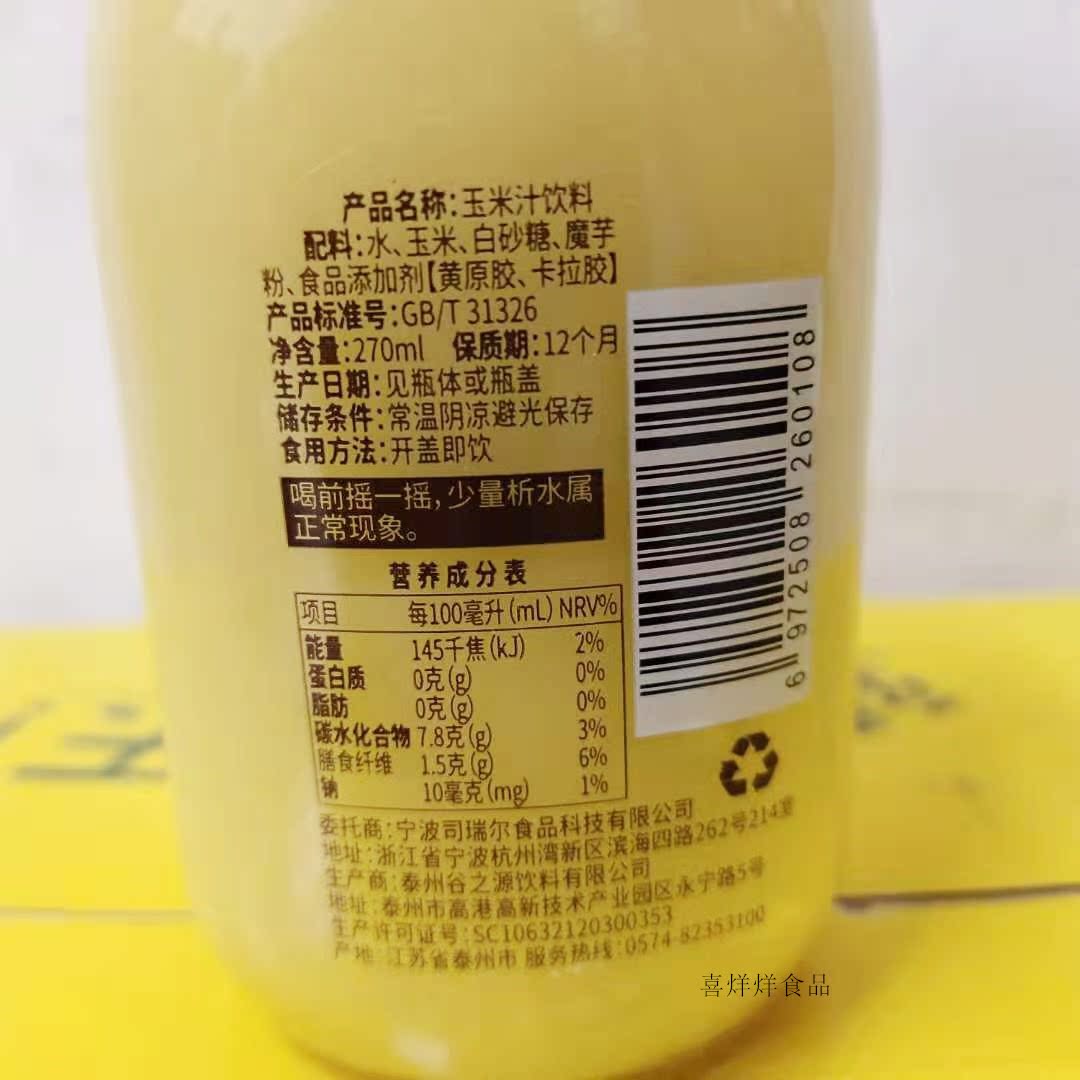 产品名称:玉米汁饮料
配料:水、玉米、白砂糖、魔芋
粉、食品添加剂【黄原胶、卡拉胶】
产品标准号:GB/T 31326
净含量:270ml 保质期:12个月
生产日期:见瓶体或瓶盖
储存条件:常温阴凉避光保存
食用方法:开盖即饮
喝前摇一摇,少量析水属
正常现象。
营养成分表
项目 每100毫升(mL) NRV%
能量 145千焦(kJ) 2%
蛋白质 0克(g) 0%
脂肪 0克(g) 0%
碳水化合物 7.8克(g) 3%
膳食纤维 1.5克(g) 6%
钠 10毫克(mg) 1%
委托商:宁波司瑞尔食品科技有限公司
地址:浙江省宁波杭州湾新区滨海四路262号214室
生产商:泰州谷之源饮料有限公司
地址:泰州市高港高新技术产业园区永宁路5号
生产许可证号:SC10632120300353
产地:江苏省泰州市 服务热线:0574-82353100
6 972508 260108
喜烊烊食品